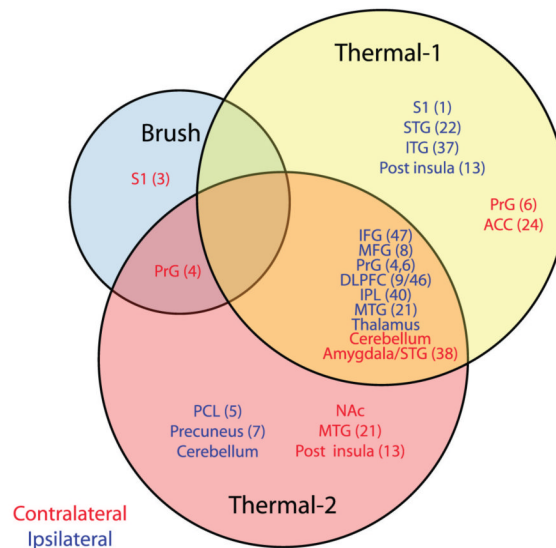 Thermal-1
S1 (1)
STG (22)
ITG (37)
Post insula (13)
PrG (6)
ACC (24)
Brush
S1 (3)
PrG (4)
IFG (47)
MFG (8)
PrG (4,6)
DLPFC (9/46)
IPL (40)
MTG (21)
Thalamus
Cerebellum
Amygdala/STG (38)
PCL (5)
Precuneus (7)
Cerebellum
NAc
MTG (21)
Post insula (13)
Thermal-2
Contralateral
Ipsilateral